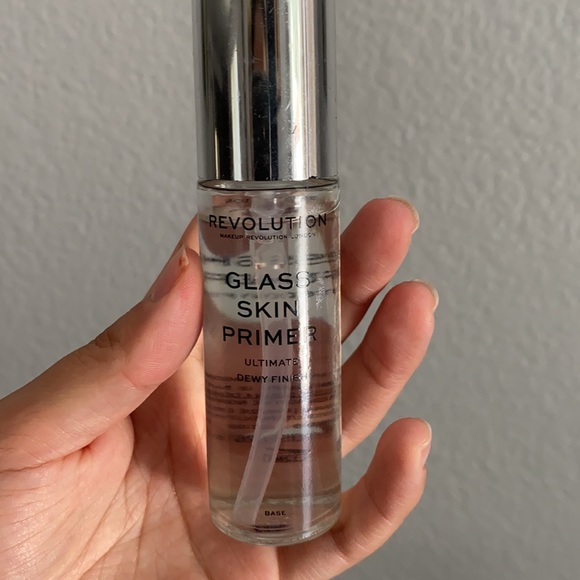 REVOLUTION
MAKEUP REVOLUTION LONDON
GLASS
SKIN
PRIMER
ULTIMATE
DEWY FINISH
BASE